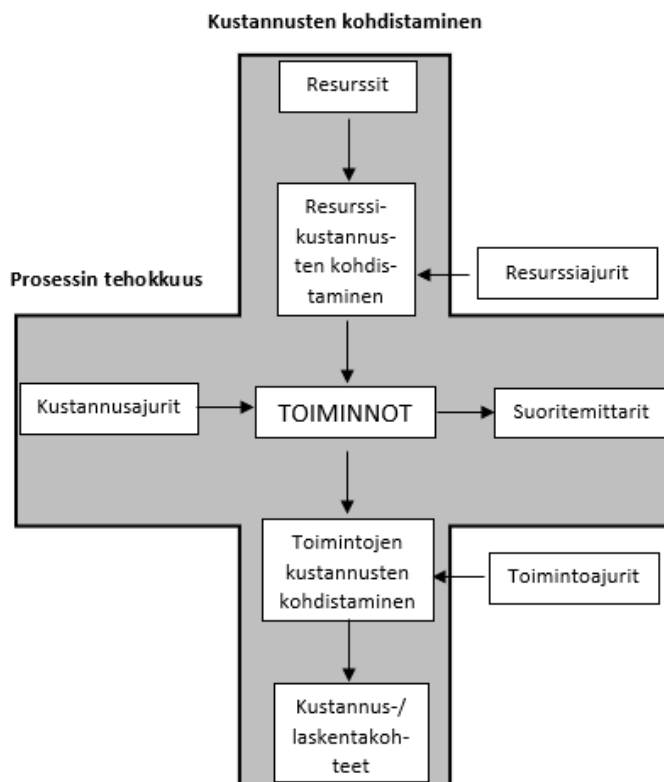 Kustannusten kohdistaminen
Resurssit
Resurssi-
kustannus-
ten kohdis-
taminen
Resurssiajurit
Prosessin tehokkuus
Kustannusajurit
TOIMINNOT
Suoritemittarit
Toimintojen
kustannusten
kohdistaminen
Toimintoajurit
Kustannus-/
laskentakoh-
teet